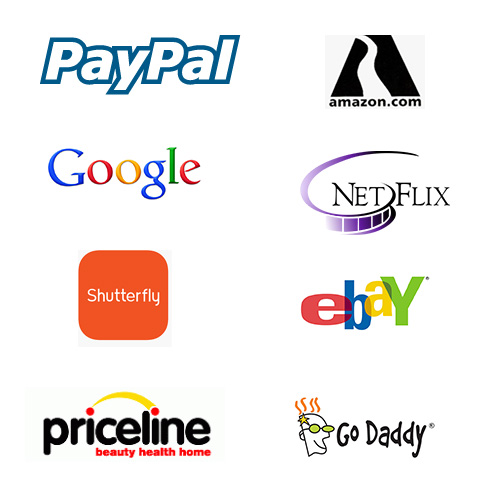 PayPal
amazon.com
Google
NETFLIX
Shutterfly
ebaY®
priceline
beauty health home
GO DADDY®